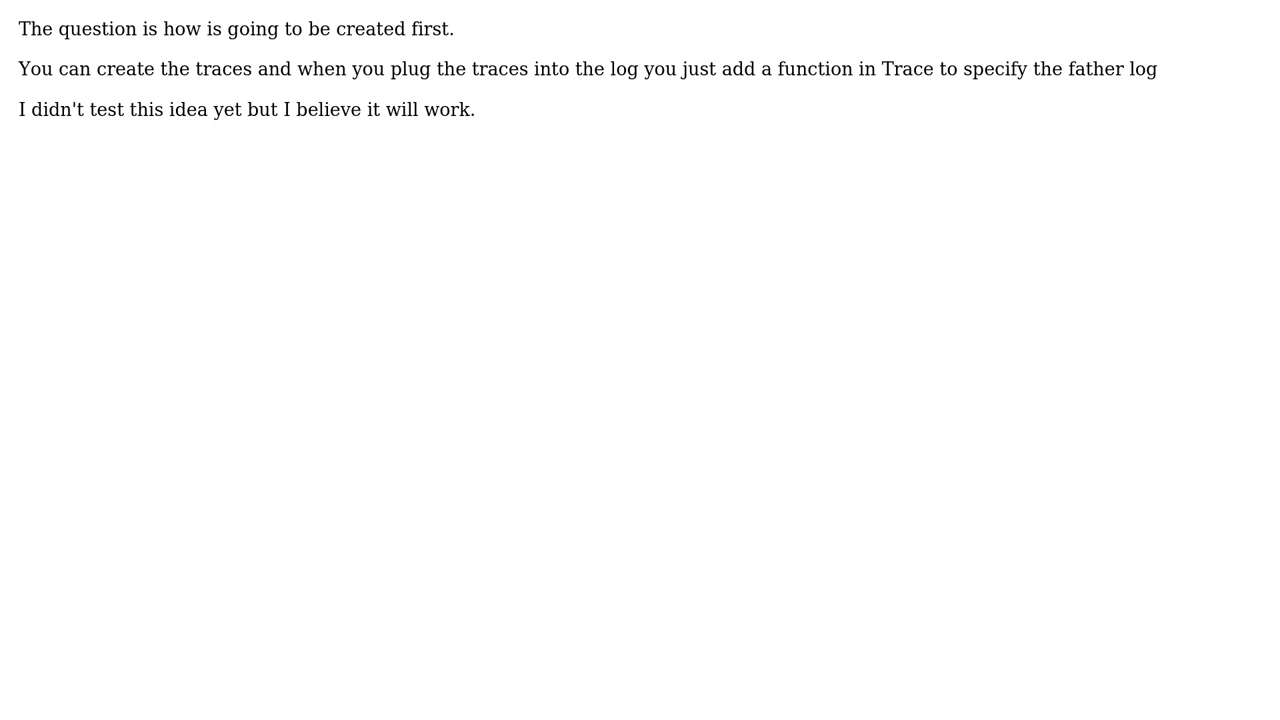 The question is how is going to be created first.
You can create the traces and when you plug the traces into the log you just add a function in Trace to specify the father log
I didn't test this idea yet but I believe it will work.